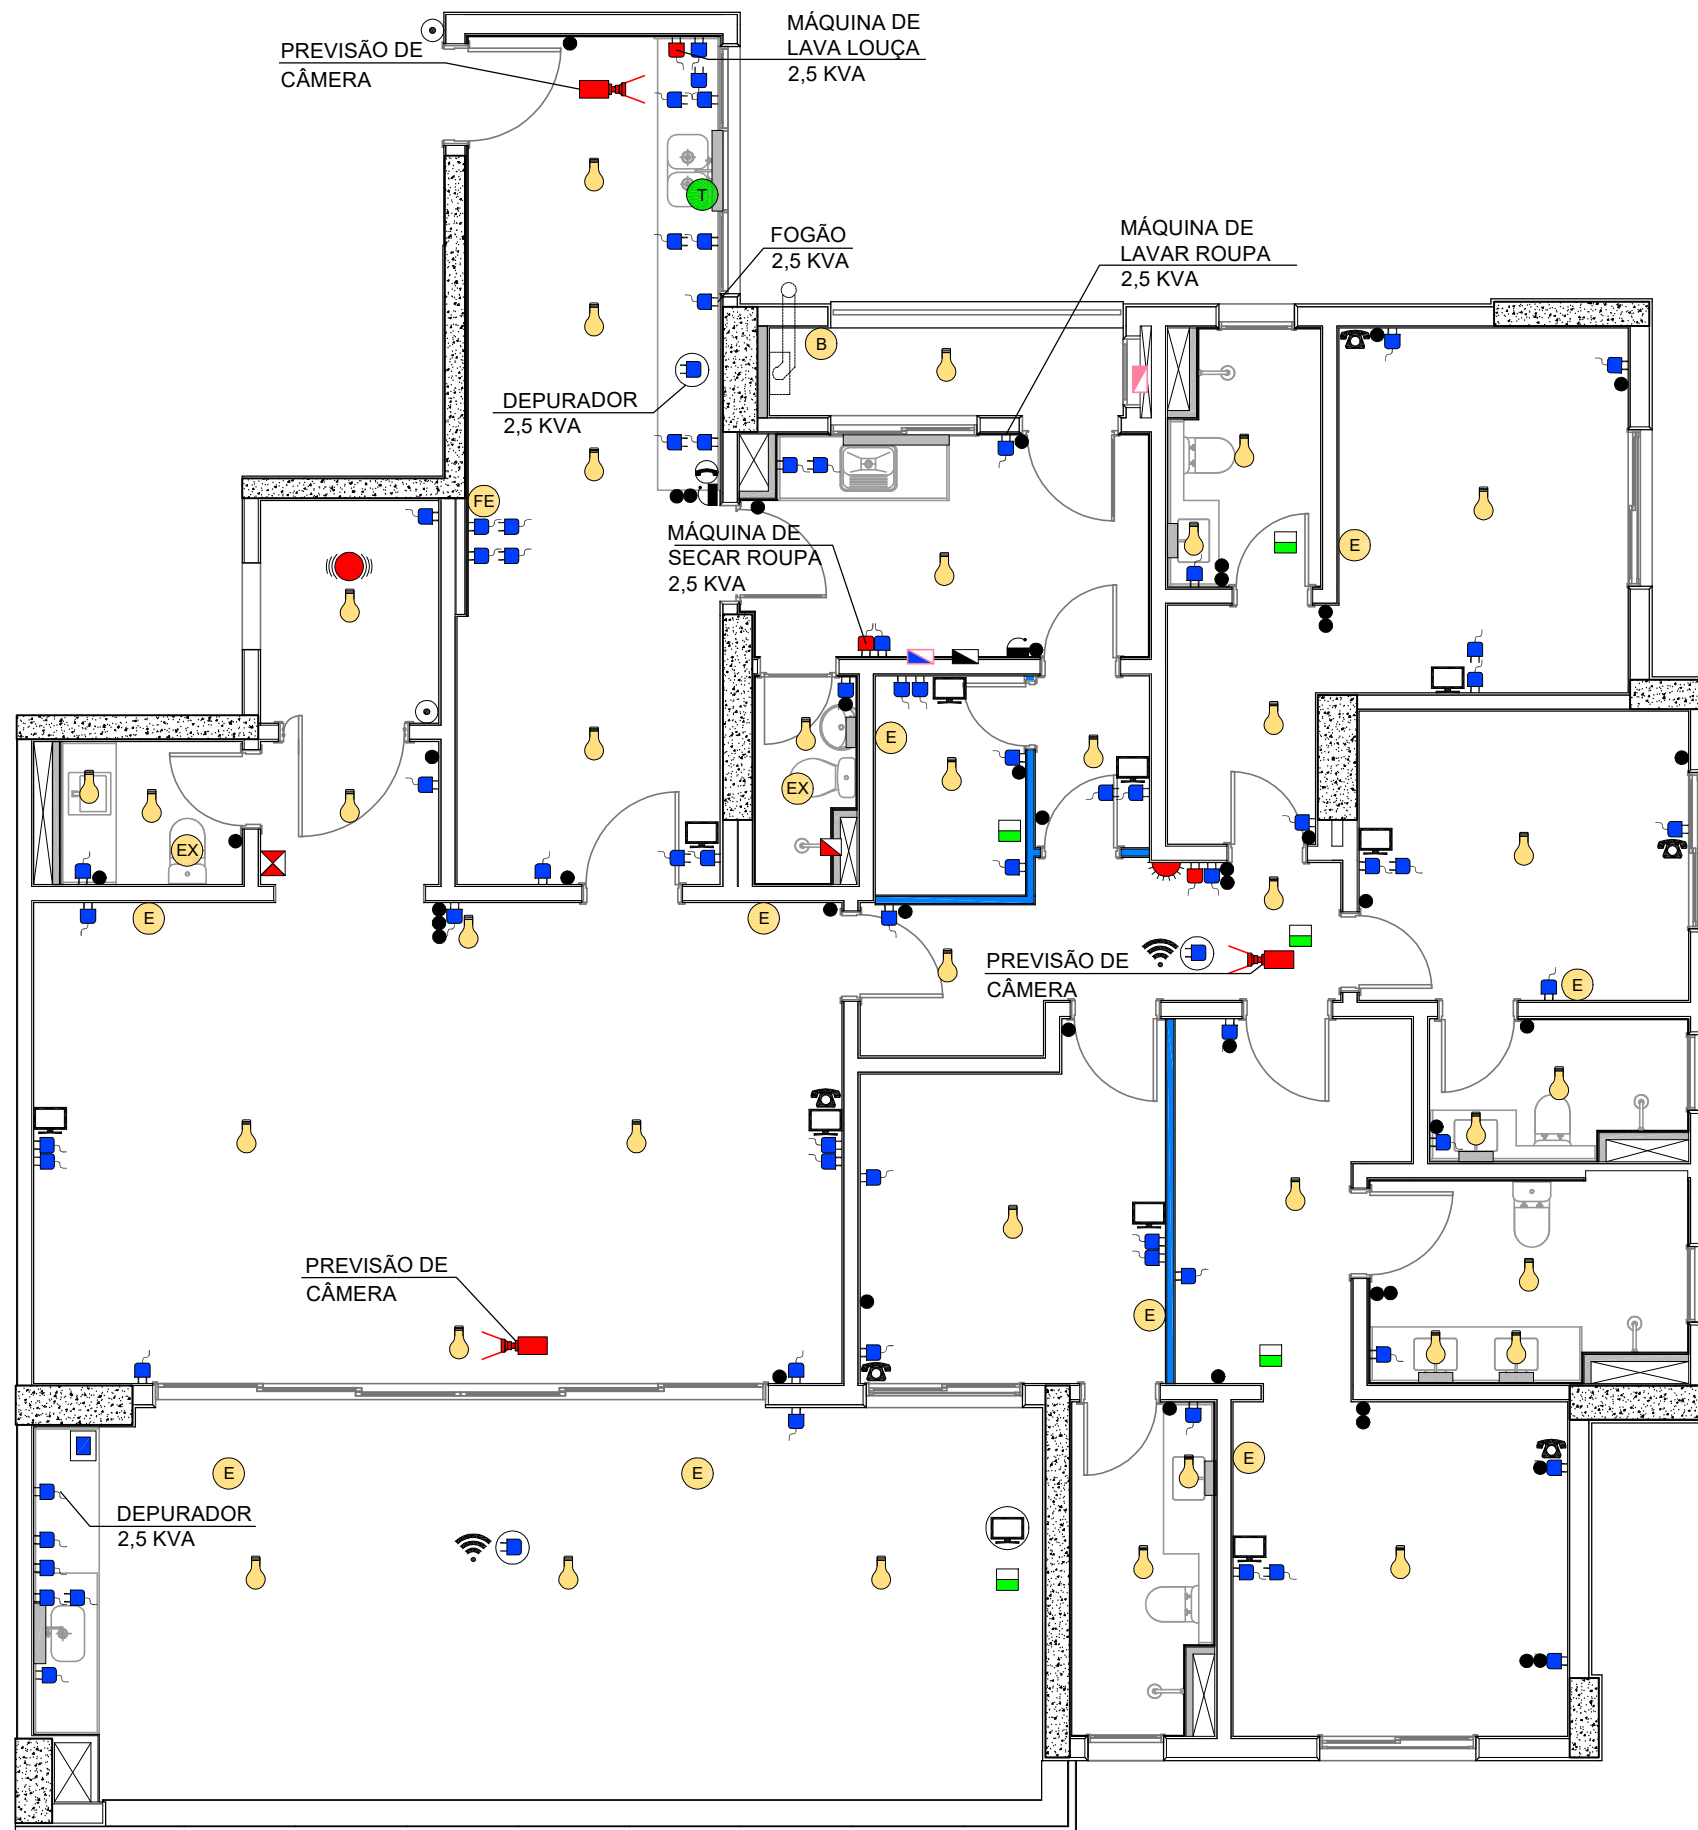 MÁQUINA DE
LAVA LOUÇA
2,5 KVA
PREVISÃO DE
CÂMERA
T
FOGÃO
2,5 KVA
MÁQUINA DE
LAVAR ROUPA
2,5 KVA
B
DEPURADOR
2,5 KVA
FE
MÁQUINA DE
SECAR ROUPA
2,5 KVA
E
E
EX
EX
E
E
PREVISÃO DE
CÂMERA
E
PREVISÃO DE
CÂMERA
E
E
E
E
DEPURADOR
2,5 KVA